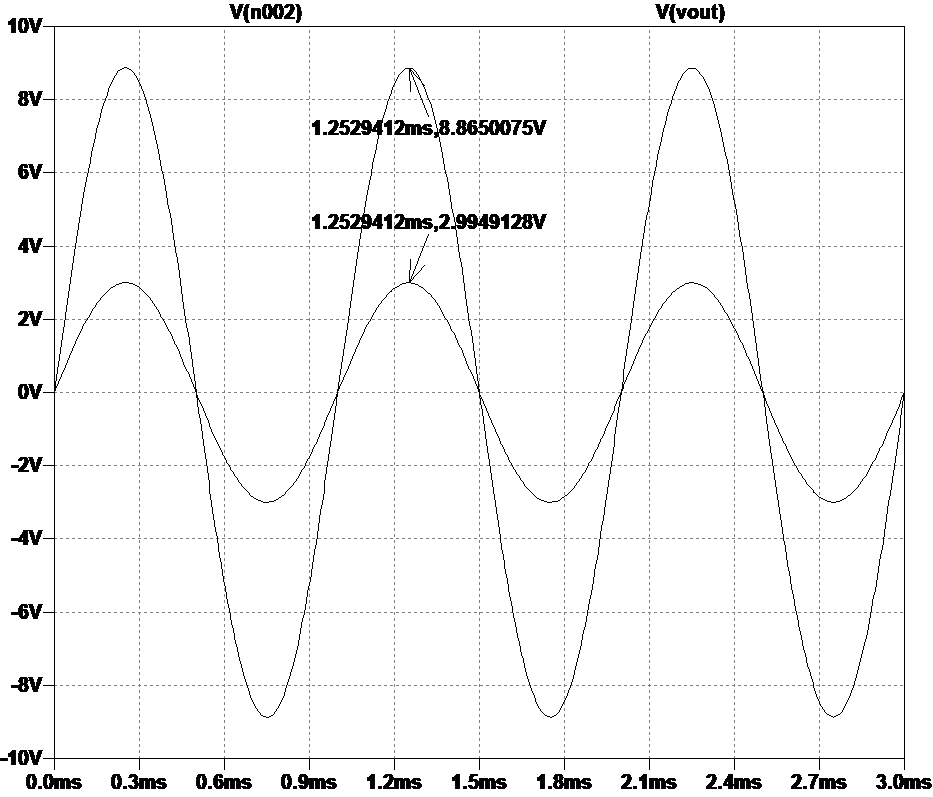 V(n002) V(vout)
10V
8V
1.2529412ms,8.8650075V
6V
1.2529412ms,2.9949128V
4V
2V
0V
-2V
-4V
-6V
-8V
-10V
0.0ms 0.3ms 0.6ms 0.9ms 1.2ms 1.5ms 1.8ms 2.1ms 2.4ms 2.7ms 3.0ms